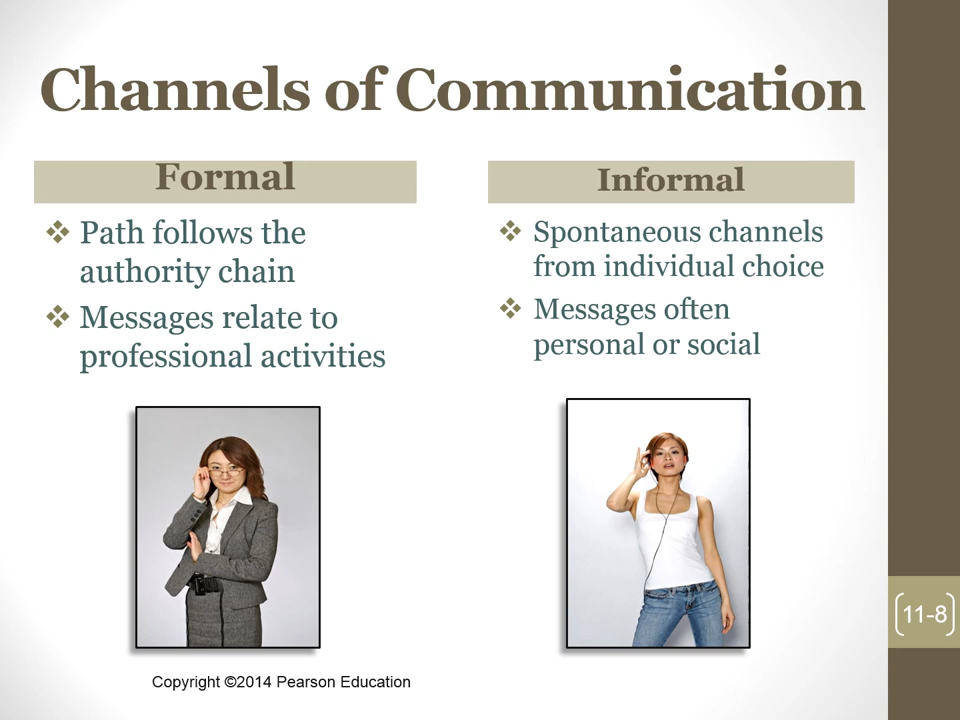 Channels of Communication
Formal
❖ Path follows the
authority chain
❖ Messages relate to
professional activities
Informal
❖ Spontaneous channels
from individual choice
❖ Messages often
personal or social
11-8
Copyright ©2014 Pearson Education